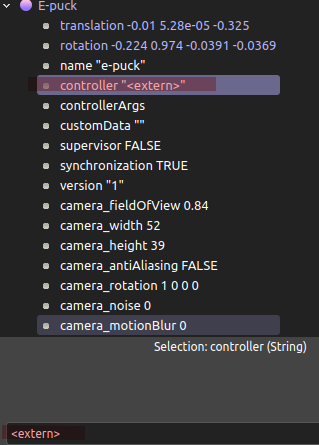 E-puck
translation -0.01 5.28e-05 -0.325
rotation -0.224 0.974 -0.0391 -0.0369
name "e-puck"
controller "<extern>"
controllerArgs
customData ""
supervisor FALSE
synchronization TRUE
version "1"
camera_fieldOfView 0.84
camera_width 52
camera_height 39
camera_antiAliasing FALSE
camera_rotation 1 0 0 0
camera_noise 0
camera_motionBlur 0
Selection: controller (String)
<extern>